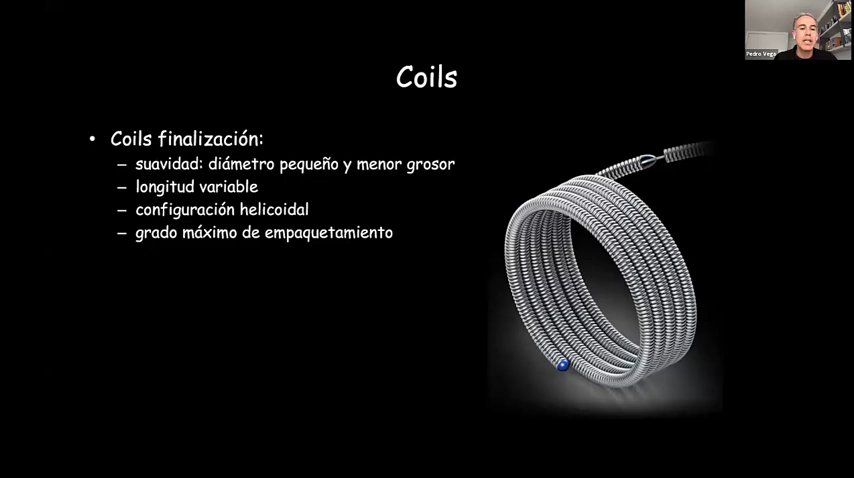 Pedro Vega
Coils
• Coils finalización:
– suavidad: diámetro pequeño y menor grosor
– longitud variable
– configuración helicoidal
– grado máximo de empaquetamiento